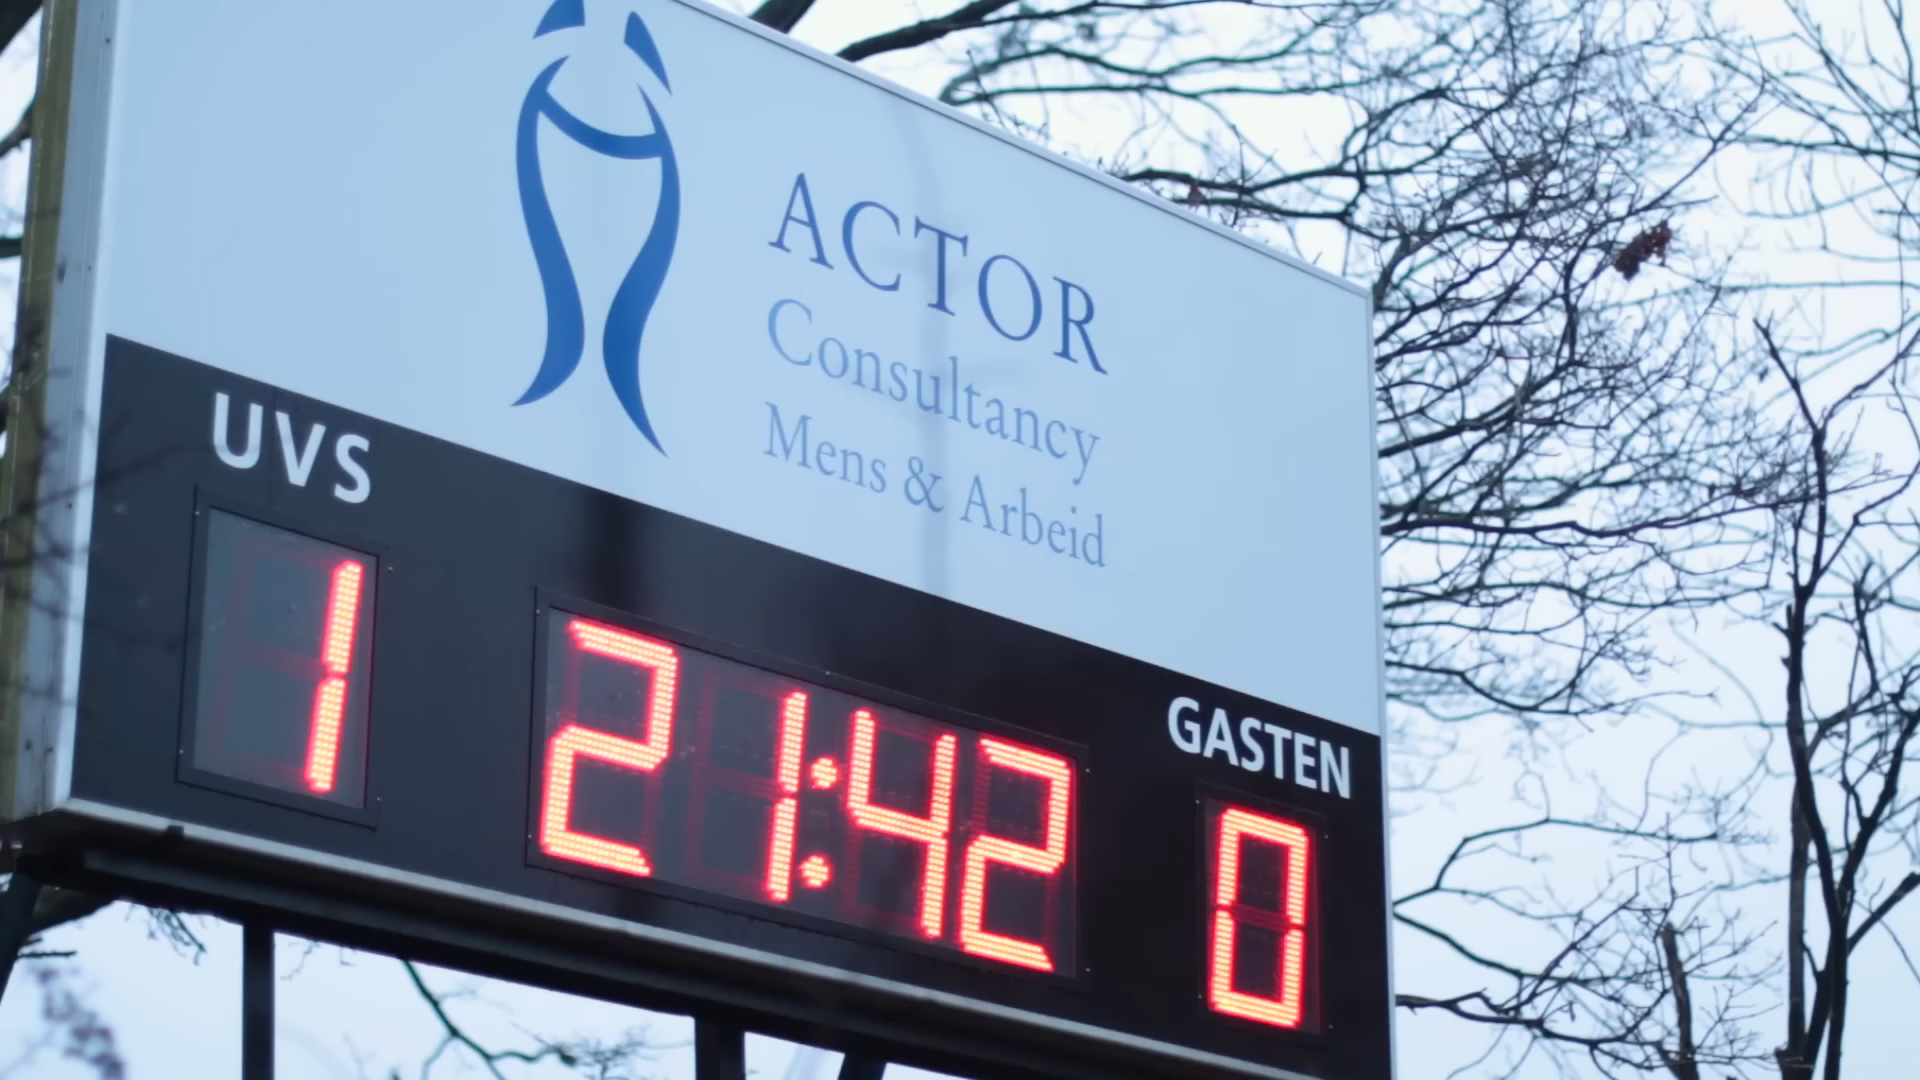 ACTOR
Consultancy
Mens & Arbeid
UVS
GASTEN
1
21:42
0